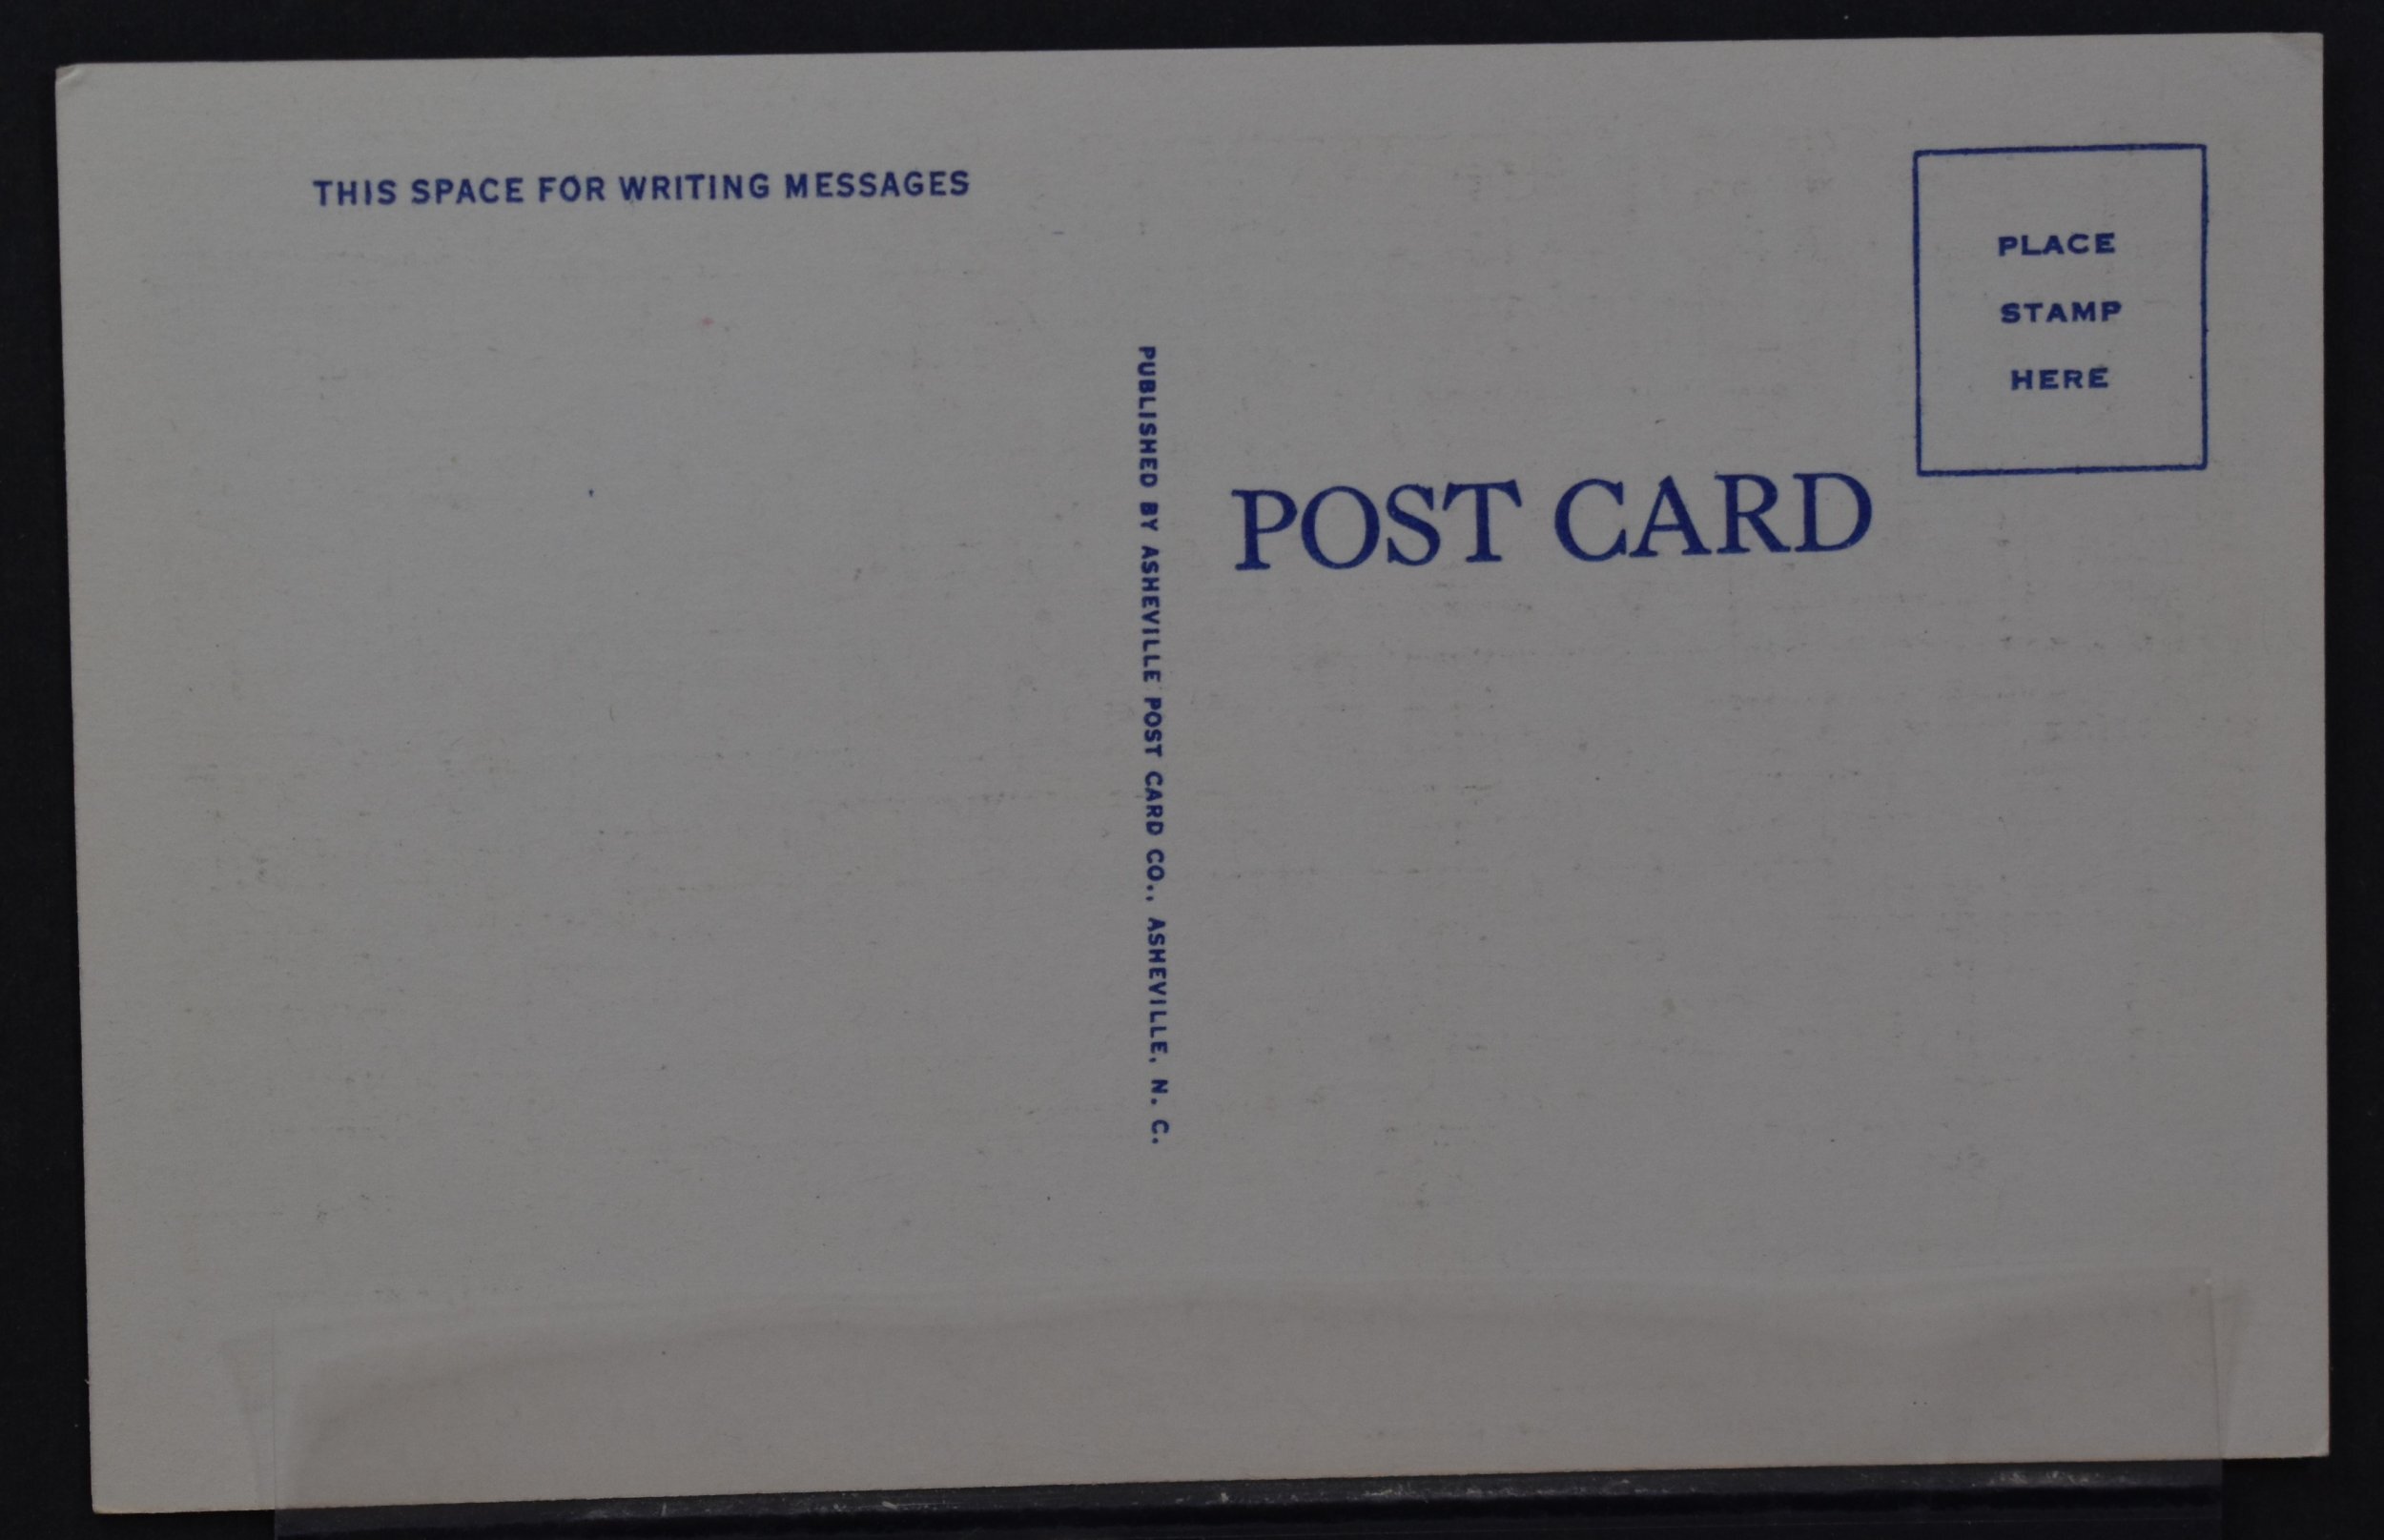 THIS SPACE FOR WRITING MESSAGES
PUBLISHED BY ASHEVILLE POST CARD CO., ASHEVILLE, N. C.
POST CARD
PLACE
STAMP
HERE